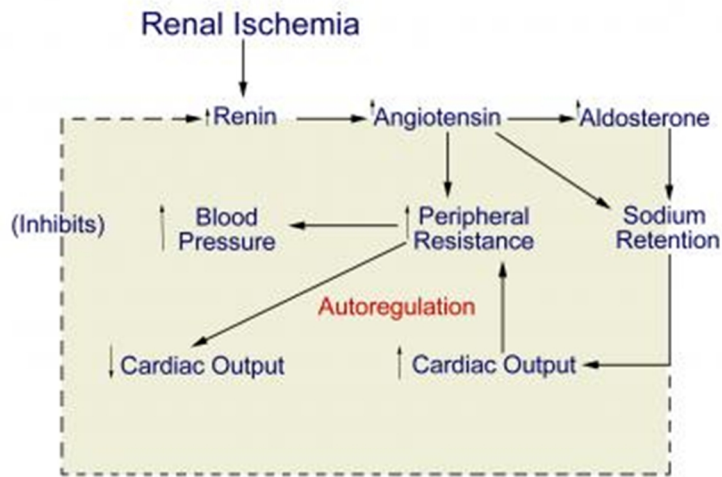 Renal Ischemia
↑Renin
↑Angiotensin
↑Aldosterone
(Inhibits)
↑ Blood
Pressure
↑ Peripheral
Resistance
Sodium
Retention
Autoregulation
↓ Cardiac Output
↑ Cardiac Output